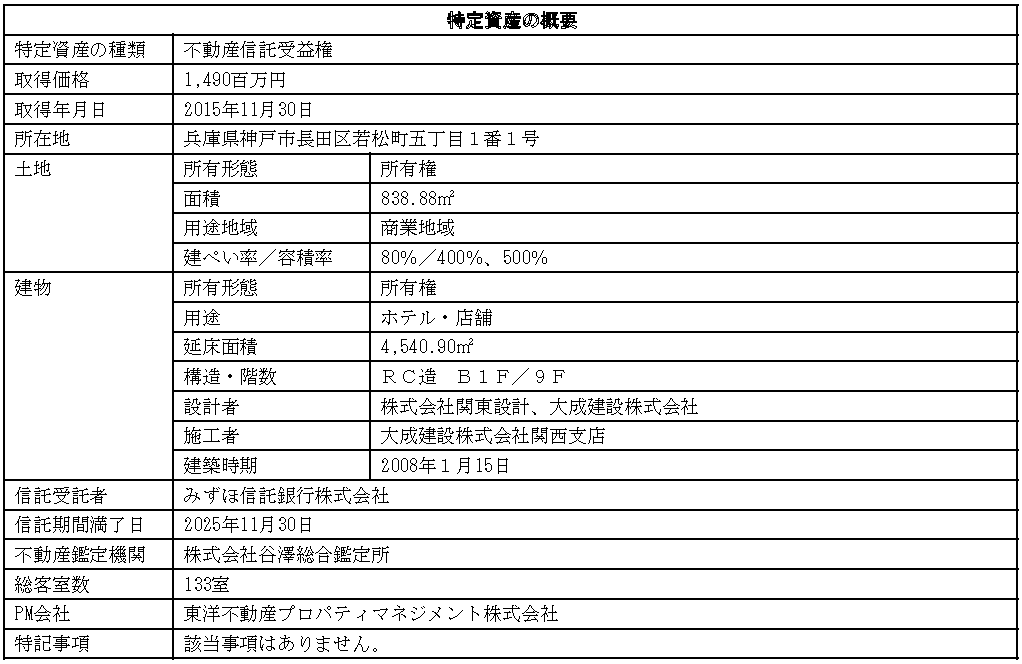 特定資産の概要
特定資産の種類 不動産信託受益権
取得価格 1,490百万円
取得年月日 2015年11月30日
所在地 兵庫県神戸市長田区若松町五丁目１番１号
土地 所有形態 所有権
面積 838.88㎡
用途地域 商業地域
建ぺい率／容積率 80%／400%、500%
建物 所有形態 所有権
用途 ホテル・店舗
延床面積 4,540.90㎡
構造・階数 ＲＣ造　Ｂ１Ｆ／９Ｆ
設計者 株式会社関東設計、大成建設株式会社
施工者 大成建設株式会社関西支店
建築時期 2008年１月15日
信託受託者 みずほ信託銀行株式会社
信託期間満了日 2025年11月30日
不動産鑑定機関 株式会社谷澤総合鑑定所
総客室数 133室
PM会社 東洋不動産プロパティマネジメント株式会社
特記事項 該当事項はありません。